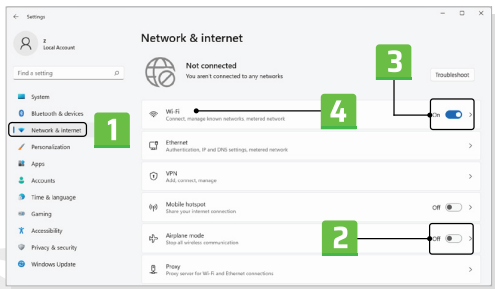 Settings
z
Local Account
Find a setting
System
Bluetooth & devices
Network & internet
Personalization
Apps
Accounts
Time & language
Gaming
Accessibility
Privacy & security
Windows Update
1
Network & internet
Not connected
You aren't connected to any networks
Troubleshoot
3
Wi-Fi
Connect, manage known networks, metered network
4
On
Ethernet
Authentication, IP and DNS settings, metered network
VPN
Add, connect, manage
Mobile hotspot
Share your internet connection
Off
Airplane mode
Stop all wireless communication
2
Off
Proxy
Proxy server for Wi-Fi and Ethernet connections